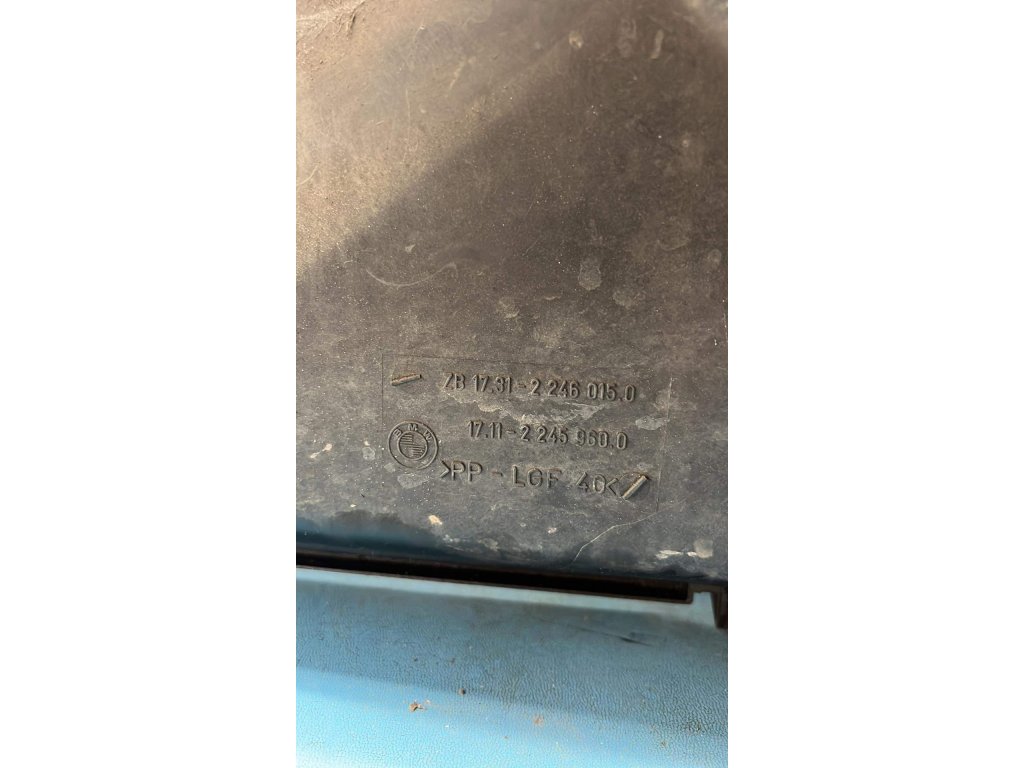 ZB 17.31-2 246 015.0
17.11-2 245 960.0
BMW
>PP - LGF 40<